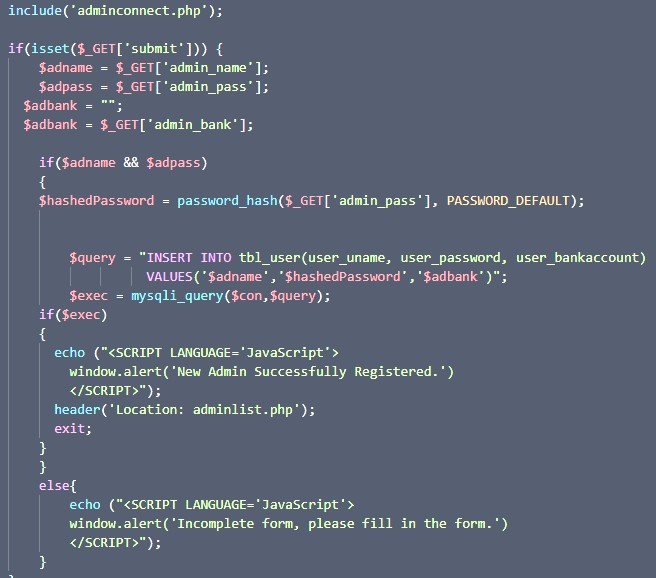 include('adminconnect.php');
if(isset($_GET['submit'])) {
$adname = $_GET['admin_name'];
$adpass = $_GET['admin_pass'];
$adbank = "";
$adbank = $_GET['admin_bank'];
if($adname && $adpass)
{
$hashedPassword = password_hash($_GET['admin_pass'], PASSWORD_DEFAULT);
$query = "INSERT INTO tbl_user(user_uname, user_password, user_bankaccount)
VALUES('$adname','$hashedPassword','$adbank')";
$exec = mysqli_query($con,$query);
if($exec)
{
echo ("<SCRIPT LANGUAGE='JavaScript'>
window.alert('New Admin Successfully Registered.')
</SCRIPT>");
header('Location: adminlist.php');
exit;
}
}
else{
echo ("<SCRIPT LANGUAGE='JavaScript'>
window.alert('Incomplete form, please fill in the form.')
</SCRIPT>");
}
}